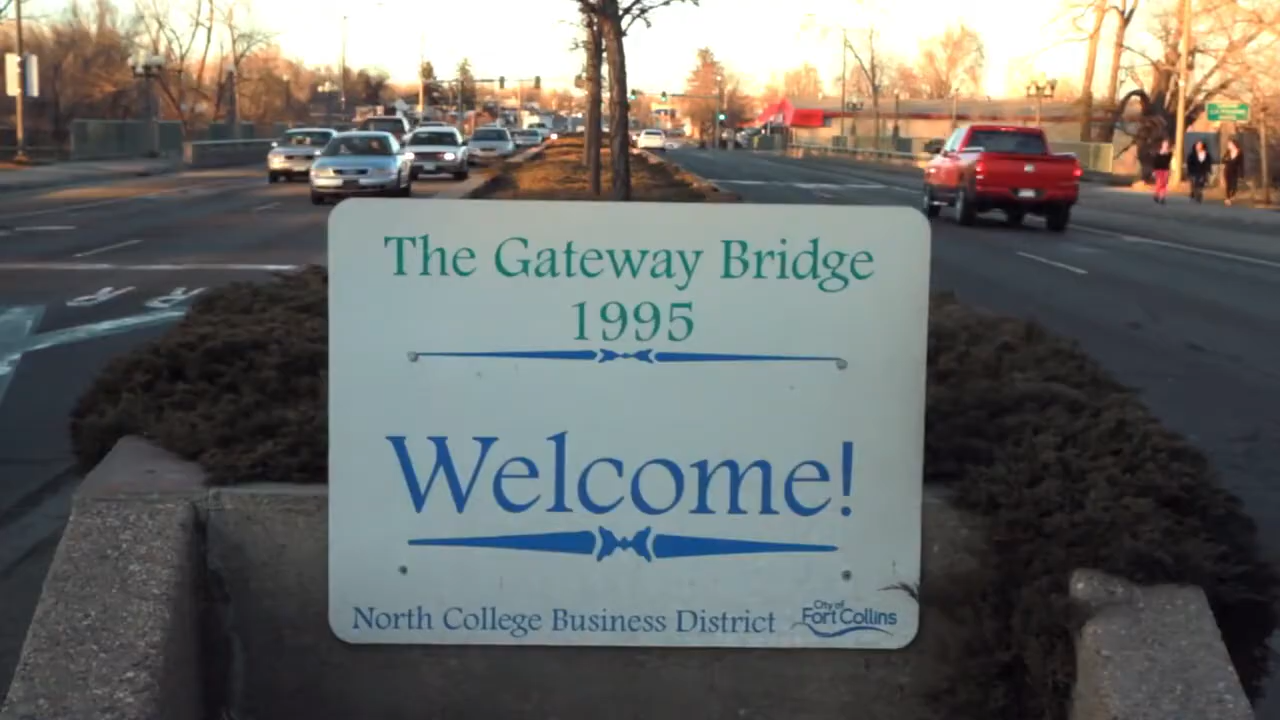 The Gateway Bridge
1995
Welcome!
North College Business District
City of
Fort Collins